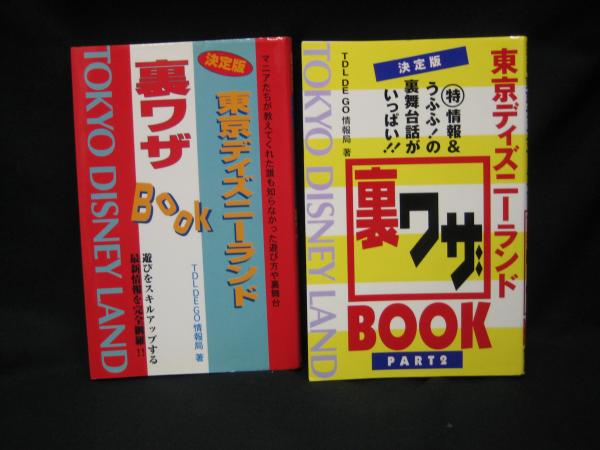 マニアたちが教えてくれた誰も知らなかった遊び方や裏舞台
決定版
東京ディズニーランド
裏ワザ
BOOK
遊びをスキルアップする
最新情報を完全網羅!!
TDL DE GO 情報局 著
TOKYO DISNEY LAND
東京ディズニーランド
決定版
特情報&
うふふ!の
裏舞台話が
いっぱい!!
TDL DE GO 情報局 著
裏ワザ
BOOK
PART2
TOKYO DISNEY LAND